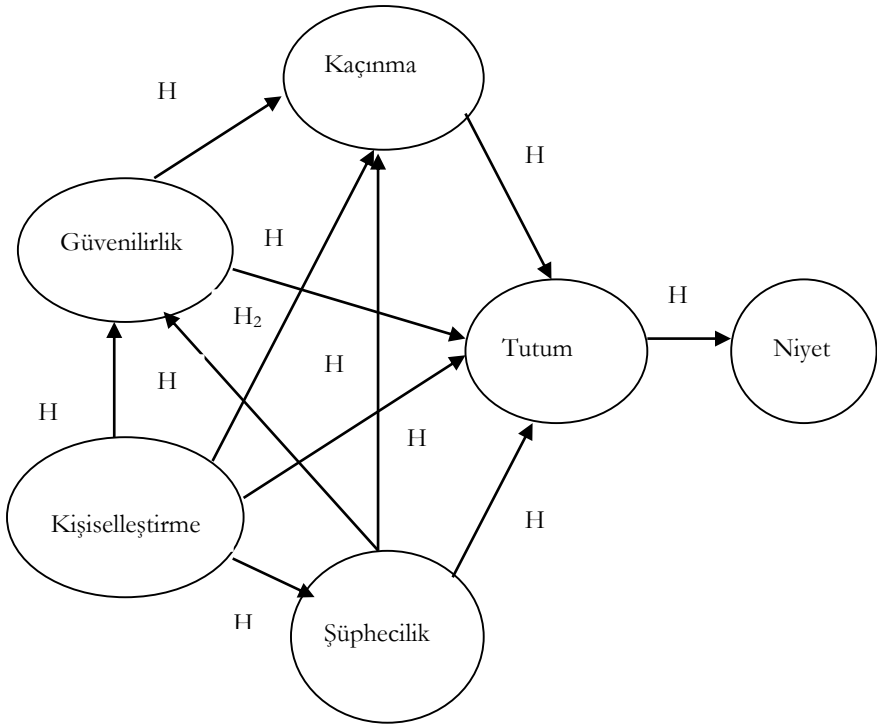 Kaçınma
H
H
Güvenilirlik
H
H
Niyet
H₂
Tutum
H
H
H
H
Kişiselleştirme
H
H
Şüphecilik